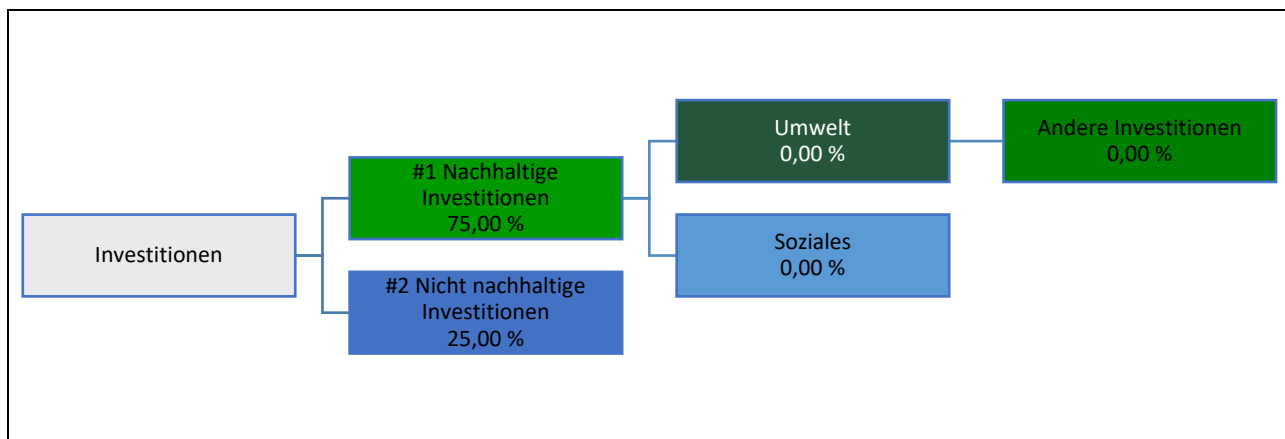 Investitionen
#1 Nachhaltige
Investitionen
75,00 %
#2 Nicht nachhaltige
Investitionen
25,00 %
Umwelt
0,00 %
Soziales
0,00 %
Andere Investitionen
0,00 %